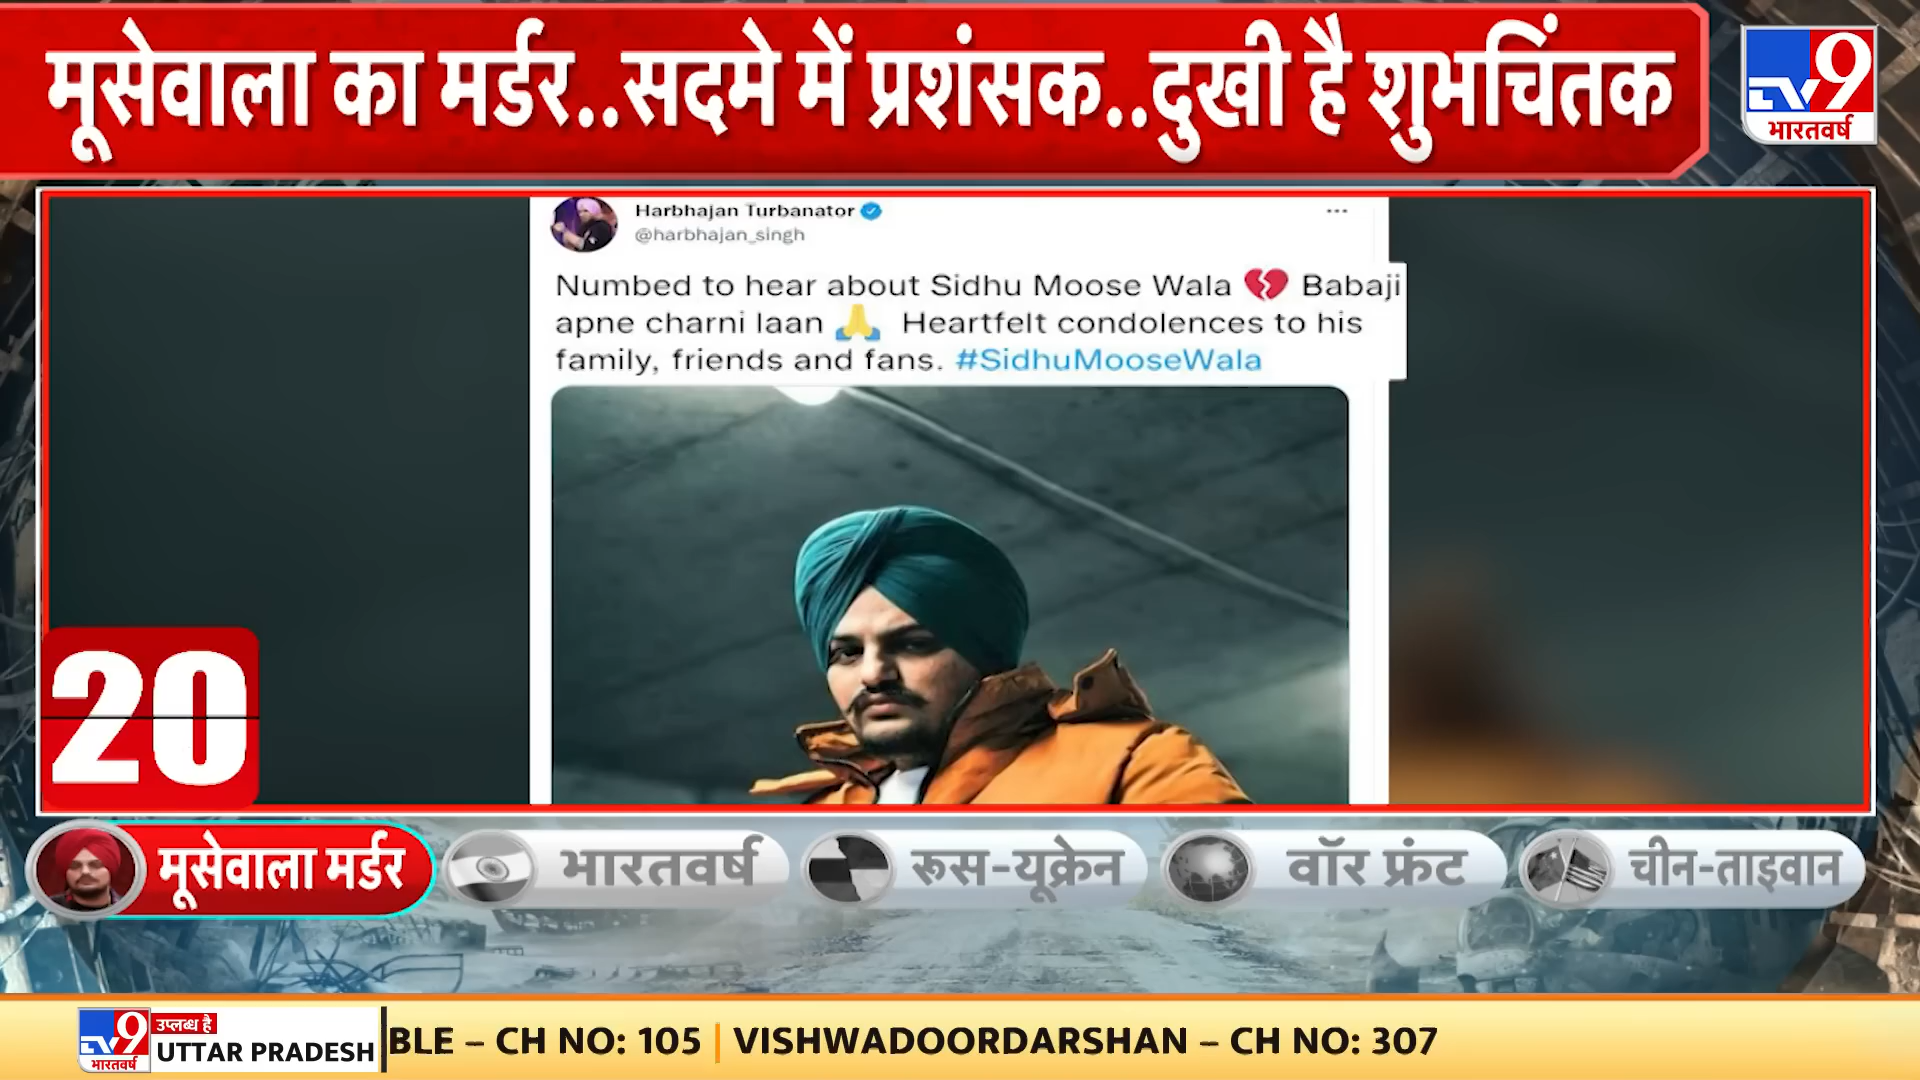 मूसेवाला का मर्डर..सदमे में प्रशंसक..दुखी है शुभचिंतक
TV9
भारतवर्ष
Harbhajan Turbanator
@harbhajan_singh
Numbed to hear about Sidhu Moose Wala 💔 Babaji
apne charni laan 🙏 Heartfelt condolences to his
family, friends and fans. #SidhuMooseWala
20
मूसेवाला मर्डर
भारतवर्ष
रूस-यूक्रेन
वॉर फ्रंट
चीन-ताइवान
TV9
भारतवर्ष
उप्लब्ध है
UTTAR PRADESH
BLE – CH NO: 105 | VISHWADOORDARSHAN – CH NO: 307